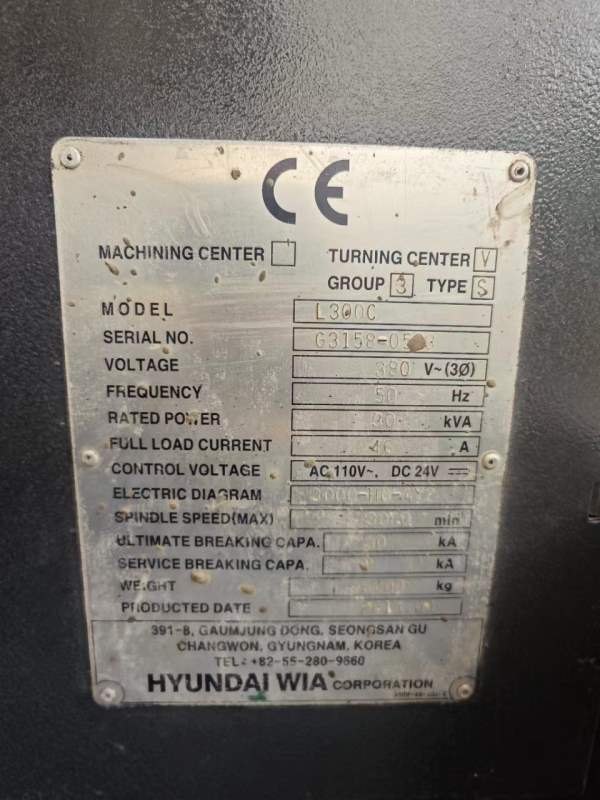 CE
MACHINING CENTER TURNING CENTER V
GROUP 3 TYPE S
MODEL L300C
SERIAL NO.
VOLTAGE 380 V~(3Ø)
FREQUENCY 50 Hz
RATED POWER kVA
FULL LOAD CURRENT A
CONTROL VOLTAGE AC 110V~, DC 24V
ELECTRIC DIAGRAM
SPINDLE SPEED(MAX) min
ULTIMATE BREAKING CAPA. kA
SERVICE BREAKING CAPA. kA
WEIGHT kg
PRODUCTED DATE
391-8, GAUMJUNG DONG, SEONGSAN GU
CHANGWON, GYUNGNAM, KOREA
TEL: +82-55-280-9660
HYUNDAI WIA CORPORATION